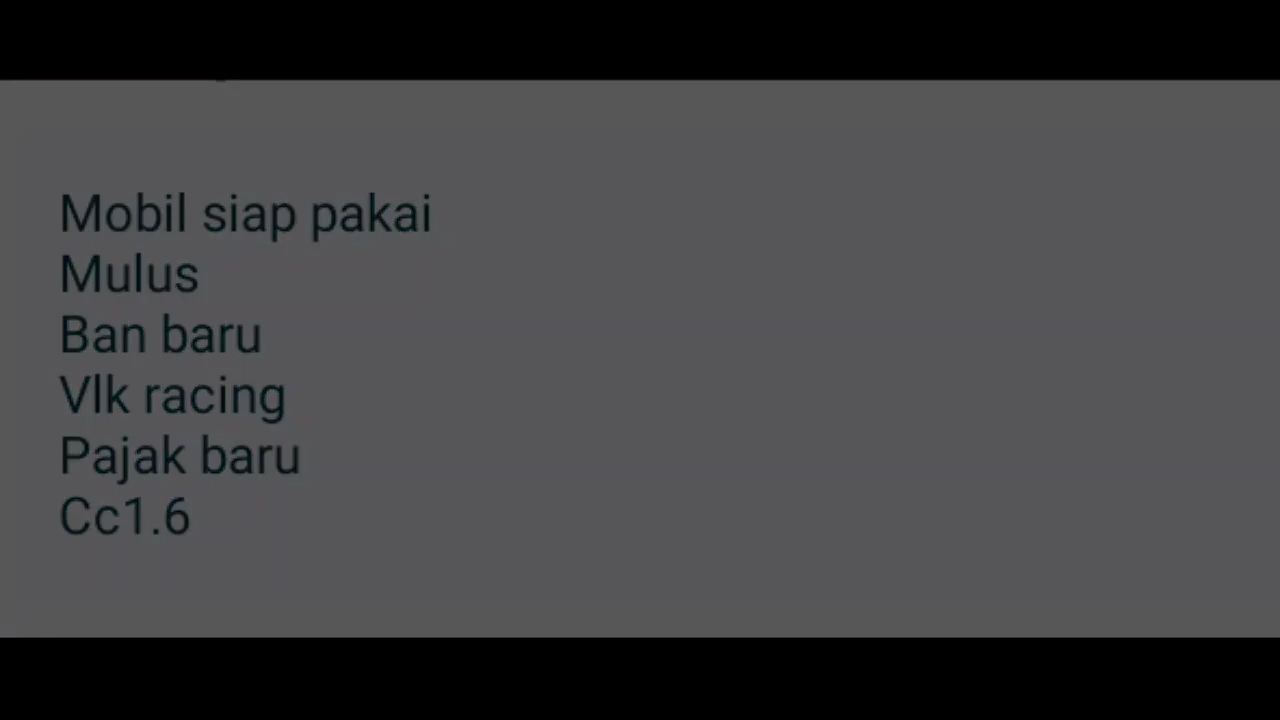 Mobil siap pakai
Mulus
Ban baru
Vlk racing
Pajak baru
Cc1.6